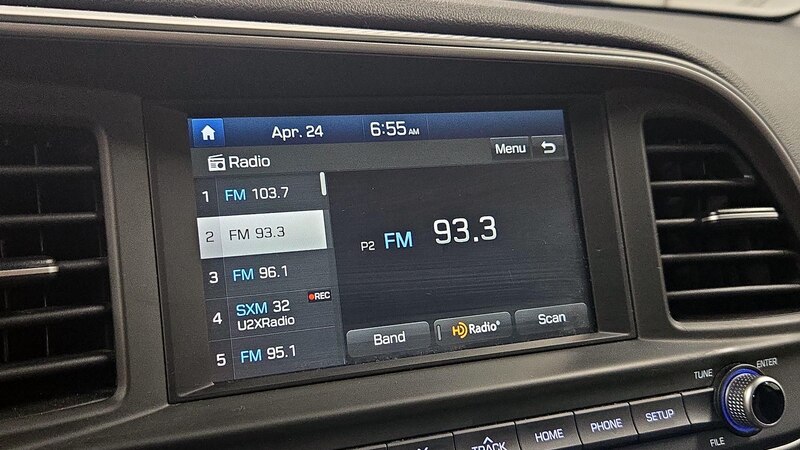 Apr. 24 6:55 AM
Radio
Menu
1 FM 103.7
2 FM 93.3
3 FM 96.1
4 SXM 32 REC
U2XRadio
5 FM 95.1
P2 FM 93.3
Band HD Radio® Scan
TRACK HOME PHONE SETUP
TUNE ENTER
FILE